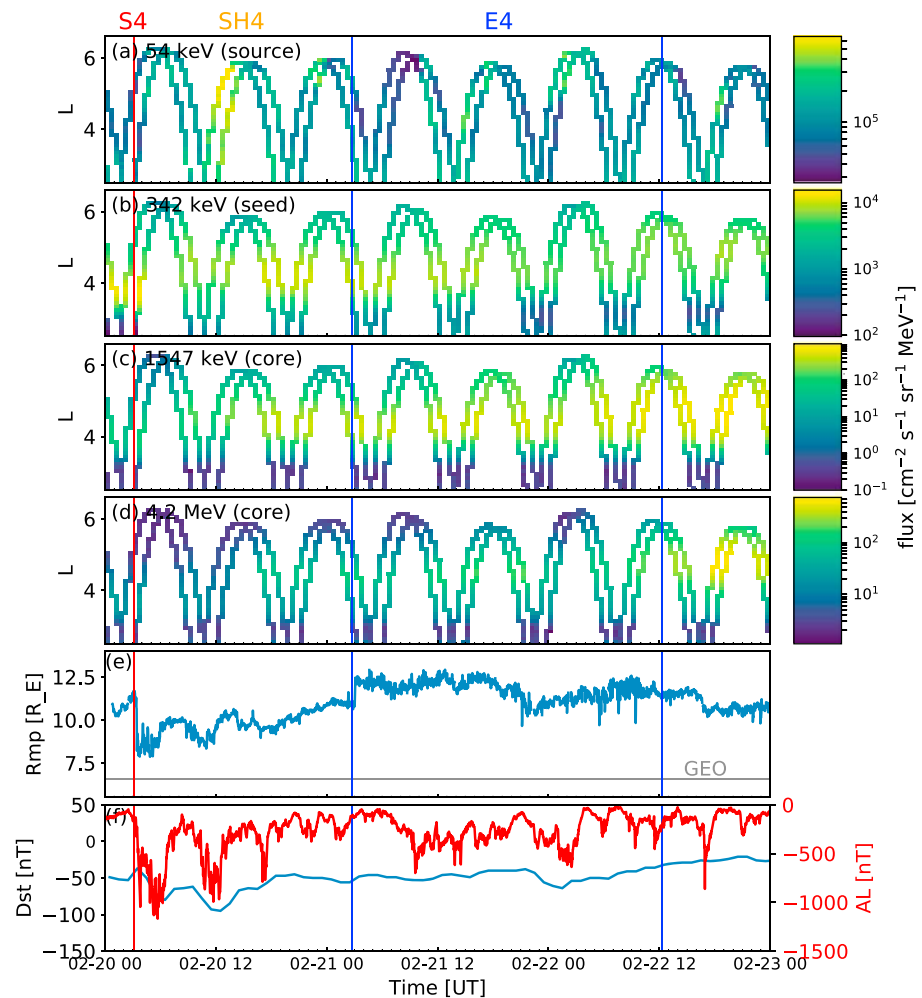 S4 SH4 E4
(a) 54 keV (source)
6
4
L
10^5
(b) 342 keV (seed)
6
4
L
10^4
10^3
10^2
(c) 1547 keV (core)
6
4
L
10^2
10^1
10^0
10^-1
flux [cm^-2 s^-1 sr^-1 MeV^-1]
(d) 4.2 MeV (core)
6
4
L
10^2
10^1
(e)
12.5
10.0
7.5
Rmp [R_E]
GEO
(f)
50
0
-50
-100
-150
Dst [nT]
0
-500
-1000
-1500
AL [nT]
02-20 00 02-20 12 02-21 00 02-21 12 02-22 00 02-22 12 02-23 00
Time [UT]